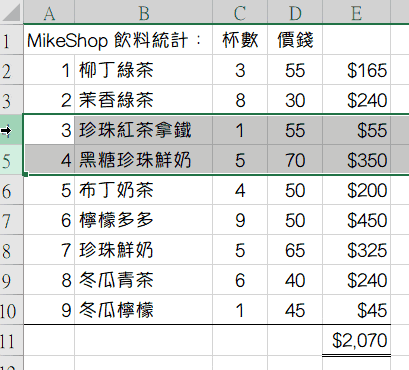 A B C D E
1 MikeShop 飲料統計： 杯數 價錢
2 1 柳丁綠茶 3 55 $165
3 2 茉香綠茶 8 30 $240
4 3 珍珠紅茶拿鐵 1 55 $55
5 4 黑糖珍珠鮮奶 5 70 $350
6 5 布丁奶茶 4 50 $200
7 6 檸檬多多 9 50 $450
8 7 珍珠鮮奶 5 65 $325
9 8 冬瓜青茶 6 40 $240
10 9 冬瓜檸檬 1 45 $45
11 $2,070